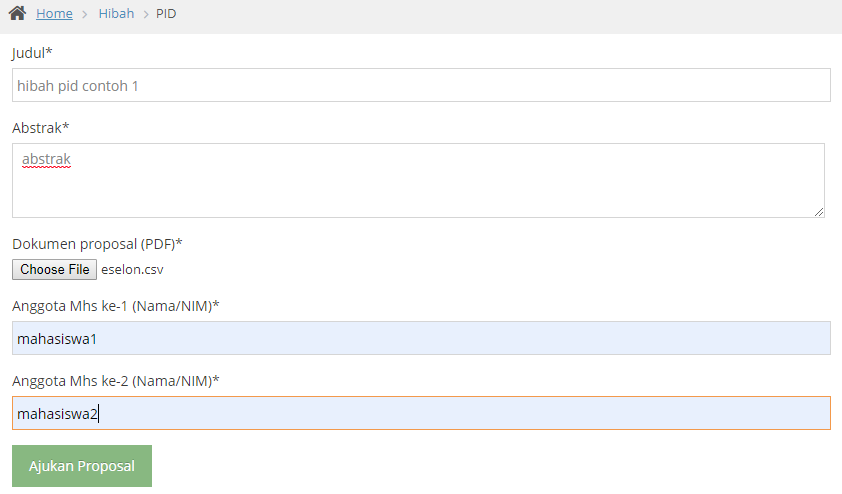 Home > Hibah > PID
Judul*
hibah pid contoh 1
Abstrak*
abstrak
Dokumen proposal (PDF)*
Choose File eselon.csv
Anggota Mhs ke-1 (Nama/NIM)*
mahasiswa1
Anggota Mhs ke-2 (Nama/NIM)*
mahasiswa2
Ajukan Proposal